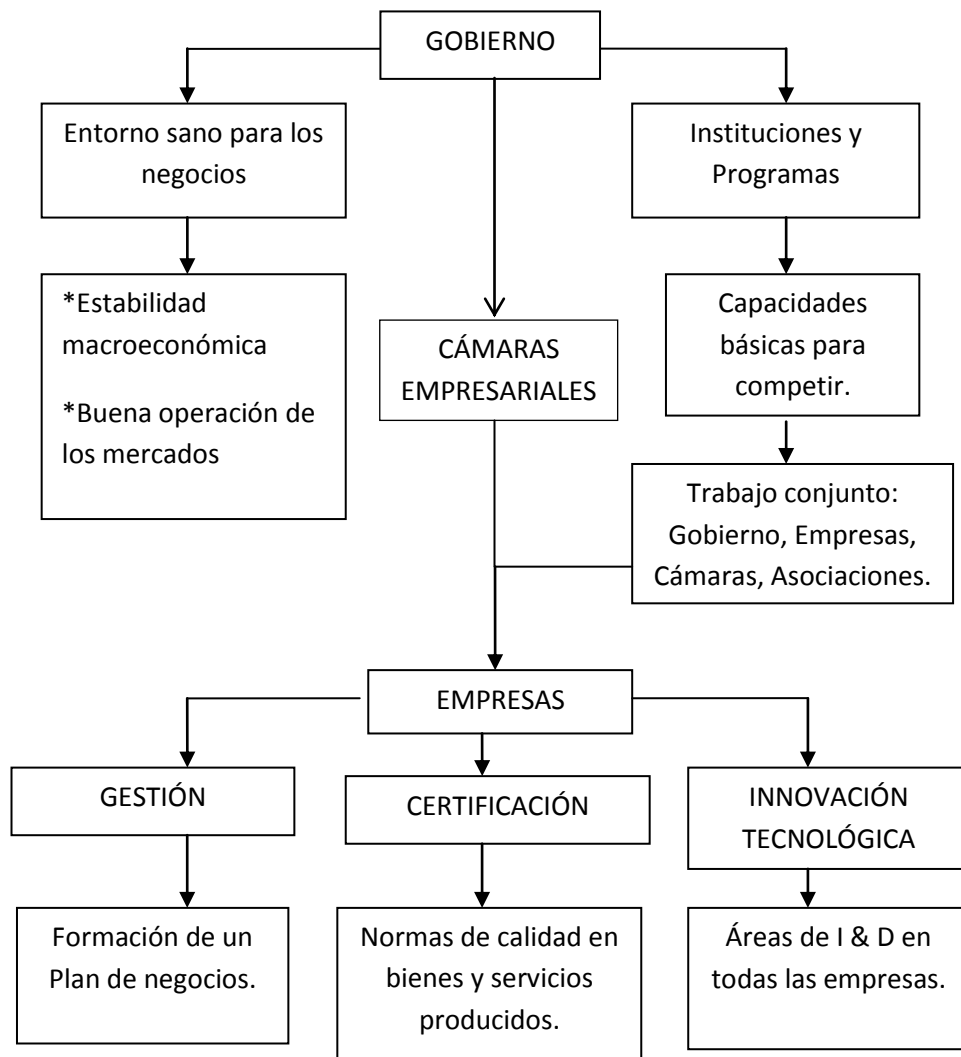 GOBIERNO
Entorno sano para los
negocios
Instituciones y
Programas
*Estabilidad
macroeconómica
*Buena operación de
los mercados
CÁMARAS
EMPRESARIALES
Capacidades
básicas para
competir.
Trabajo conjunto:
Gobierno, Empresas,
Cámaras, Asociaciones.
EMPRESAS
GESTIÓN
CERTIFICACIÓN
INNOVACIÓN
TECNOLÓGICA
Formación de un
Plan de negocios.
Normas de calidad en
bienes y servicios
producidos.
Áreas de I & D en
todas las empresas.